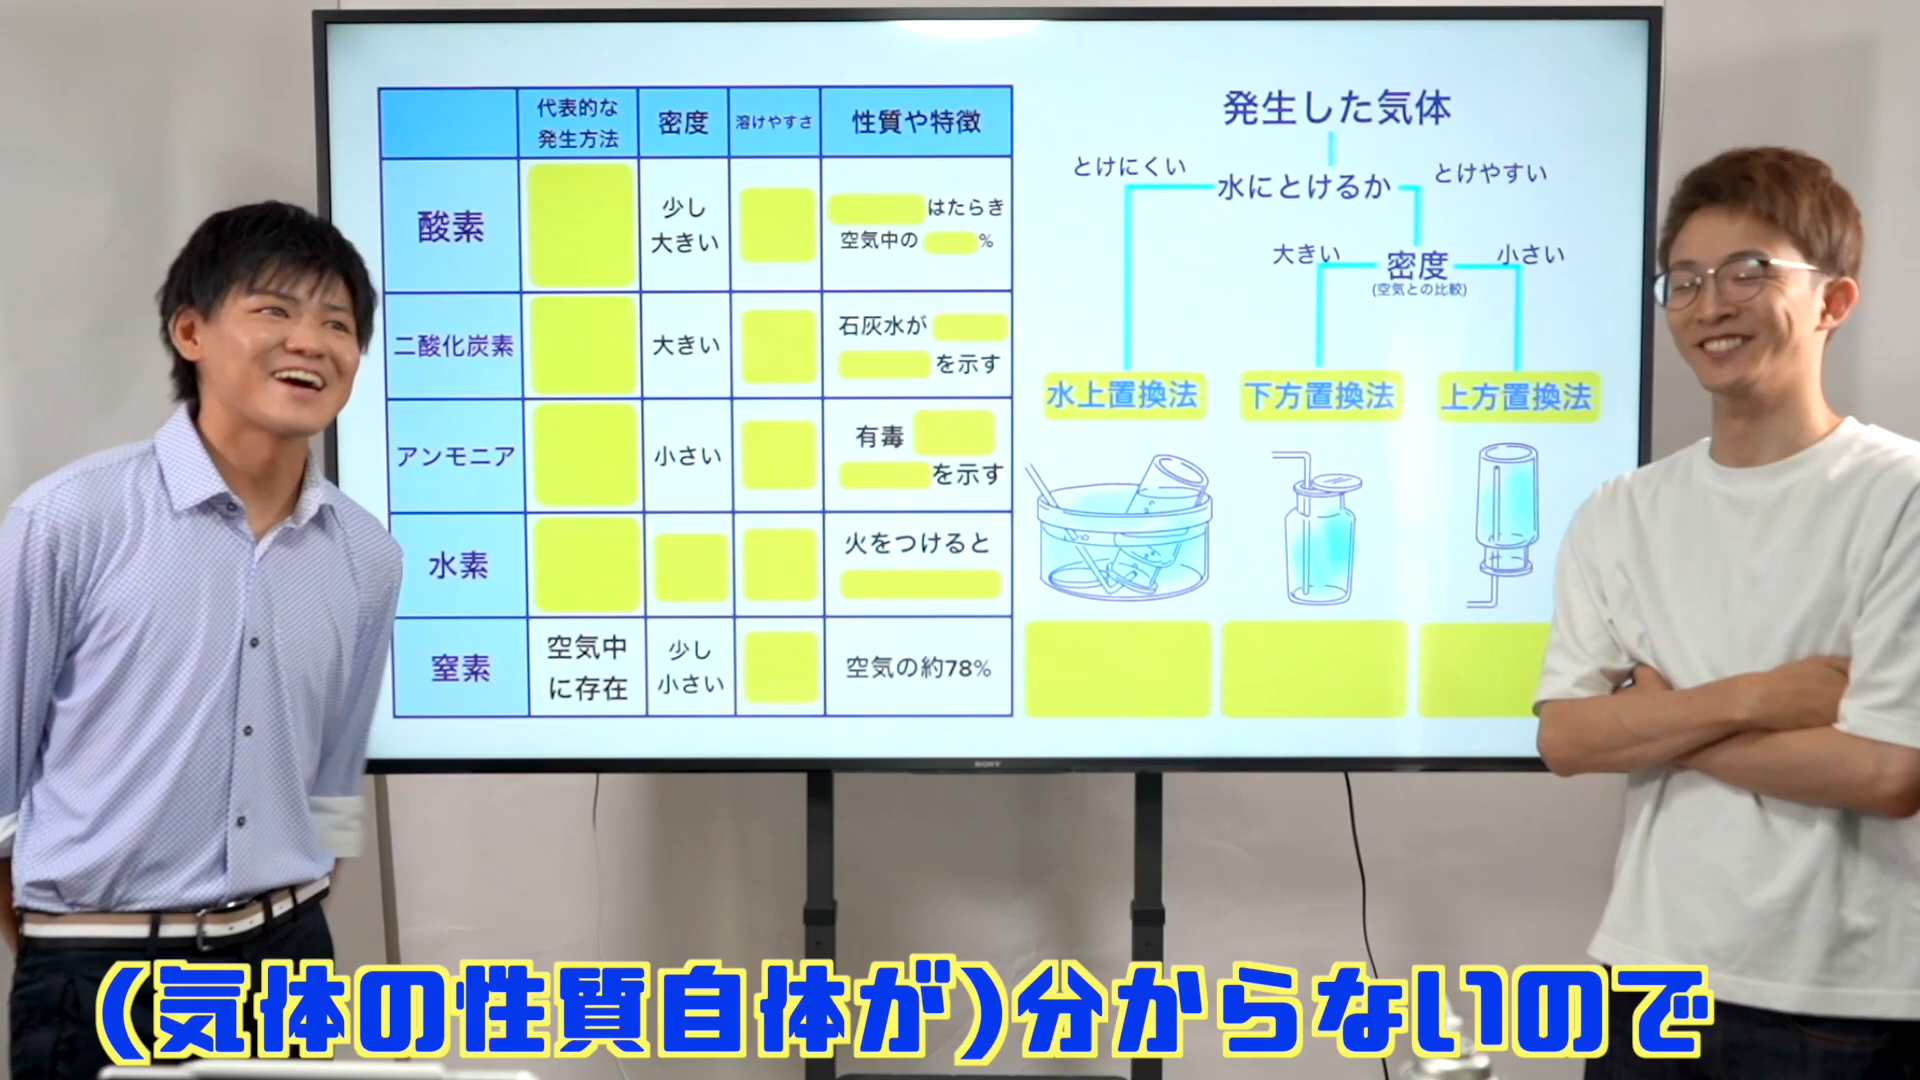 代表的な
発生方法
密度
溶けやすさ
性質や特徴
酸素
少し
大きい
はたらき
空気中の %
二酸化炭素
大きい
石灰水が
を示す
アンモニア
小さい
有毒
を示す
水素
火をつけると
窒素
空気中
に存在
少し
小さい
空気の約78%
発生した気体
とけにくい
水にとけるか
とけやすい
大きい
密度
小さい
(空気との比較)
水上置換法
下方置換法
上方置換法
SONY
(気体の性質自体が)分からないので